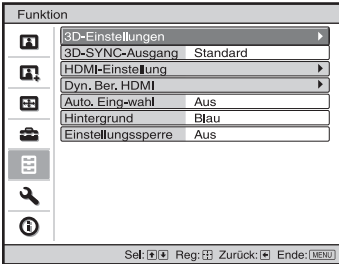 Funktion
3D-Einstellungen
3D-SYNC-Ausgang Standard
HDMI-Einstellung
Dyn. Ber. HDMI
Auto. Eing-wahl Aus
Hintergrund Blau
Einstellungssperre Aus
Sel: Reg: Zurück: Ende: MENU